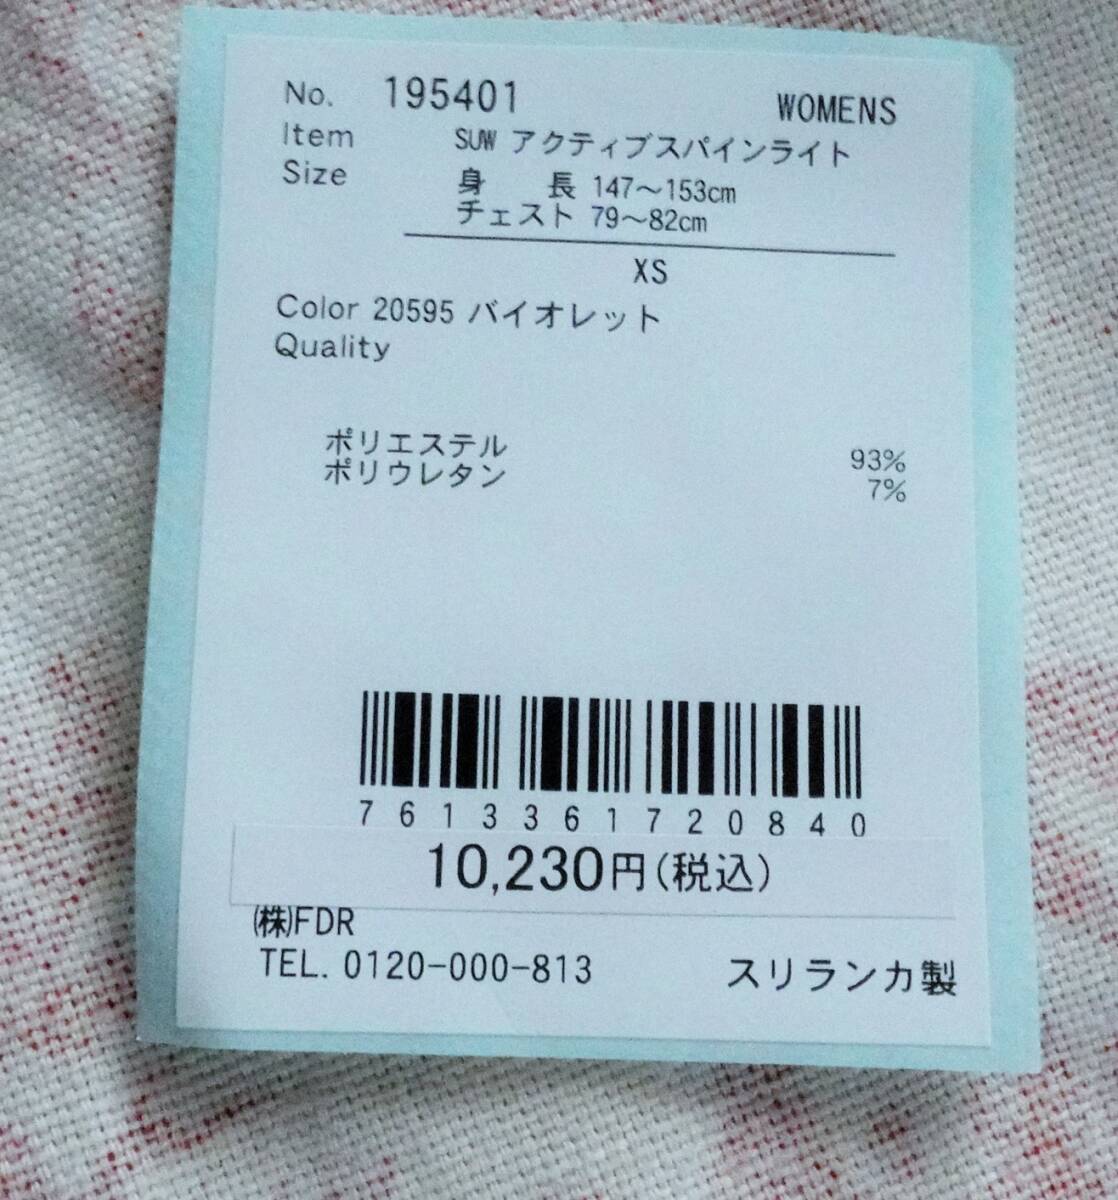 No. 195401 WOMENS
Item SUW アクティブスパインライト
Size 身 長 147～153cm
チェスト 79～82cm
XS
Color 20595 バイオレット
Quality
ポリエステル 93%
ポリウレタン 7%
7613361720840
10,230円(税込)
㈱FDR
TEL. 0120-000-813 スリランカ製